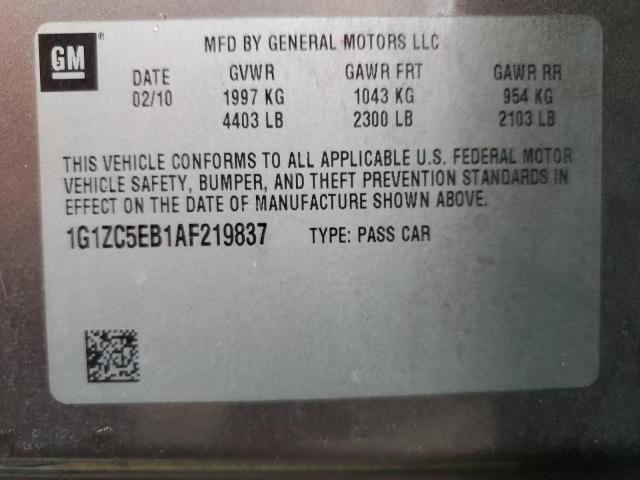 GM
MFD BY GENERAL MOTORS LLC
DATE GVWR GAWR FRT GAWR RR
02/10 1997 KG 1043 KG 954 KG
4403 LB 2300 LB 2103 LB
THIS VEHICLE CONFORMS TO ALL APPLICABLE U.S. FEDERAL MOTOR
VEHICLE SAFETY, BUMPER, AND THEFT PREVENTION STANDARDS IN
EFFECT ON THE DATE OF MANUFACTURE SHOWN ABOVE.
1G1ZC5EB1AF219837 TYPE: PASS CAR